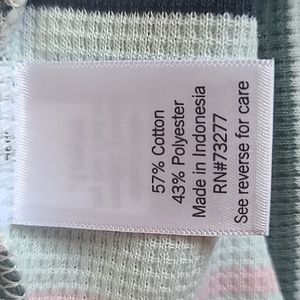 57% Cotton
43% Polyester
Made in Indonesia
RN#73277
See reverse for care